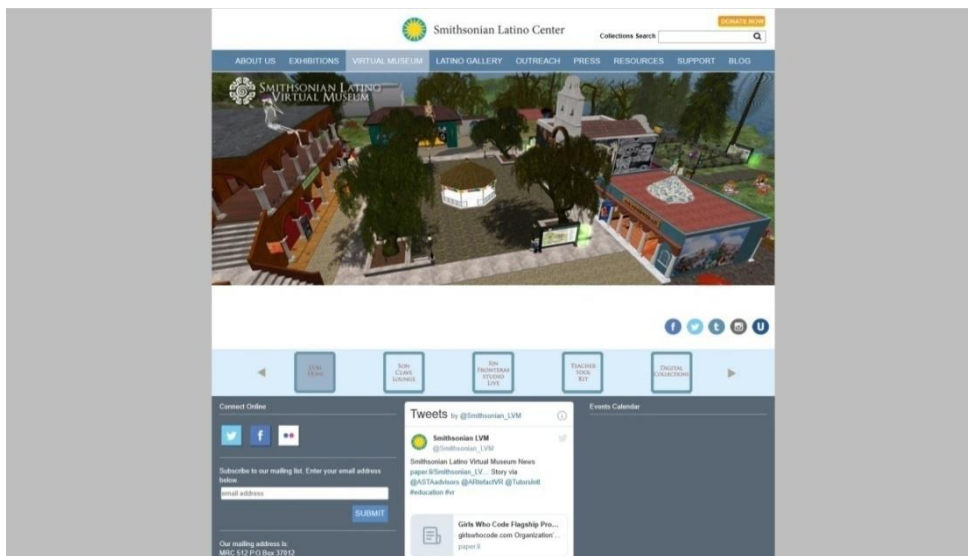 DONATE NOW
Smithsonian Latino Center
Collections Search
ABOUT US EXHIBITIONS VIRTUAL MUSEUM LATINO GALLERY OUTREACH PRESS RESOURCES SUPPORT BLOG
SMITHSONIAN LATINO
VIRTUAL MUSEUM
f t U
SON
CLAVE
LOUNGE
SIN
FRONTERAS
STUDIO
LIVE
TEACHER
TOOL
KIT
DIGITAL
COLLECTIONS
Connect Online
f
Subscribe to our mailing list. Enter your email address
below.
email address
SUBMIT
Our mailing address is:
MRC 512 P O Box 37012
Tweets by @Smithsonian_LVM
Smithsonian LVM
@Smithsonian_LVM
Smithsonian Latino Virtual Museum News
paper.li/Smithsonian_LV... Story via
@ASTAadvisors @ARtefactVR @TutorsIntl
#education #vr
Girls Who Code Flagship Pro...
girlswhocode.com Organization'...
paper.li
Events Calendar